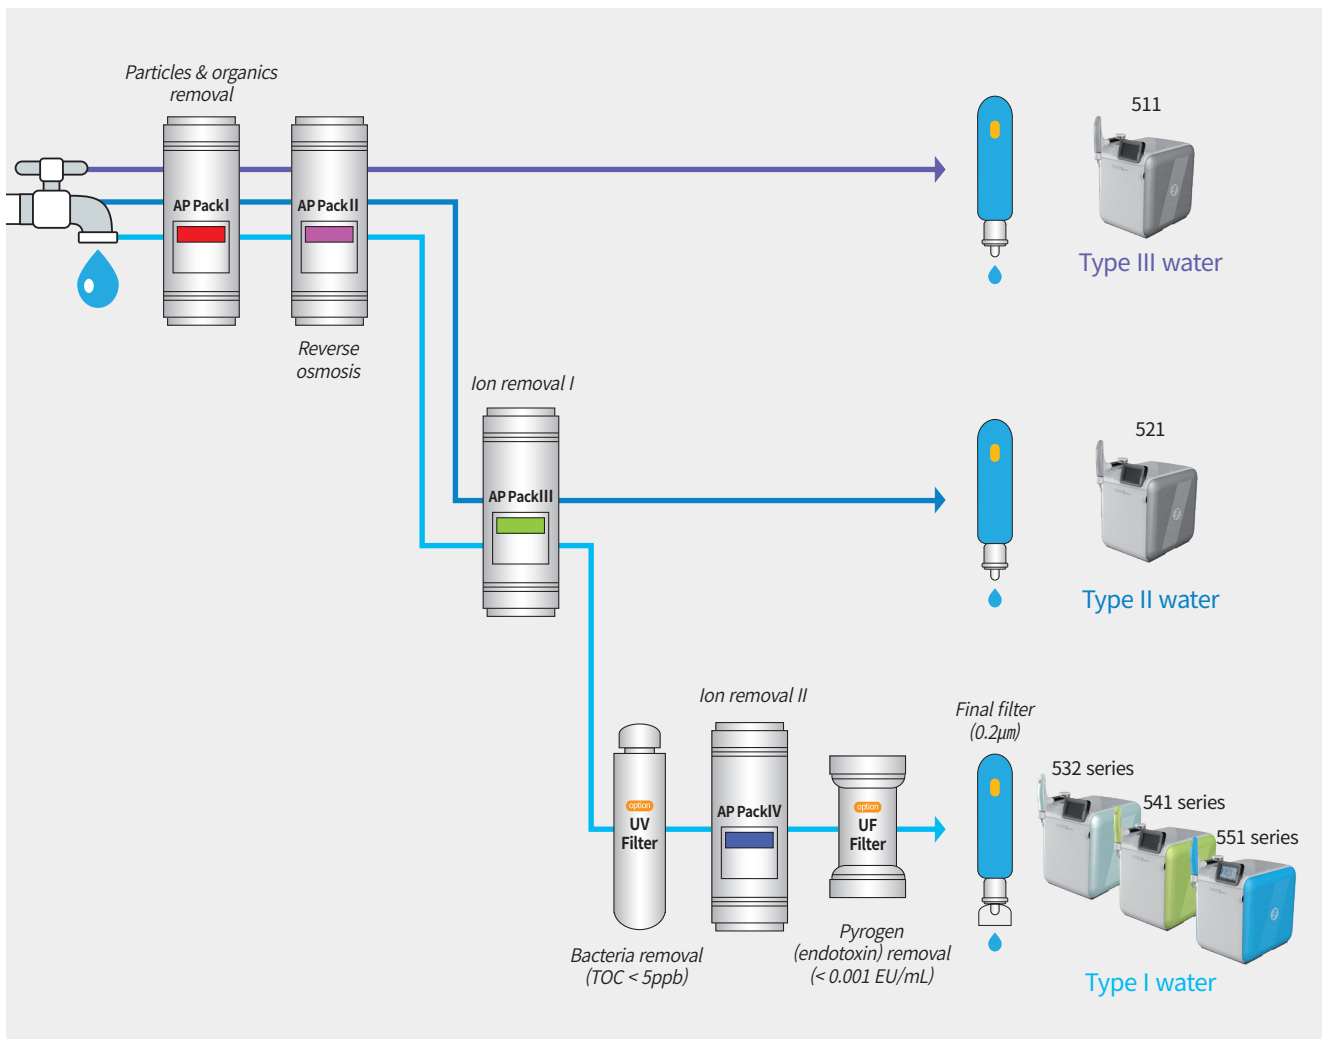 Particles & organics
removal
511
AP Pack I
AP Pack II
Type III water
Reverse
osmosis
Ion removal I
521
AP Pack III
Type II water
Ion removal II
Final filter
(0.2㎛)
532 series
541 series
551 series
option
UV
Filter
AP Pack IV
option
UF
Filter
Bacteria removal
(TOC < 5ppb)
Pyrogen
(endotoxin) removal
(< 0.001 EU/mL)
Type I water